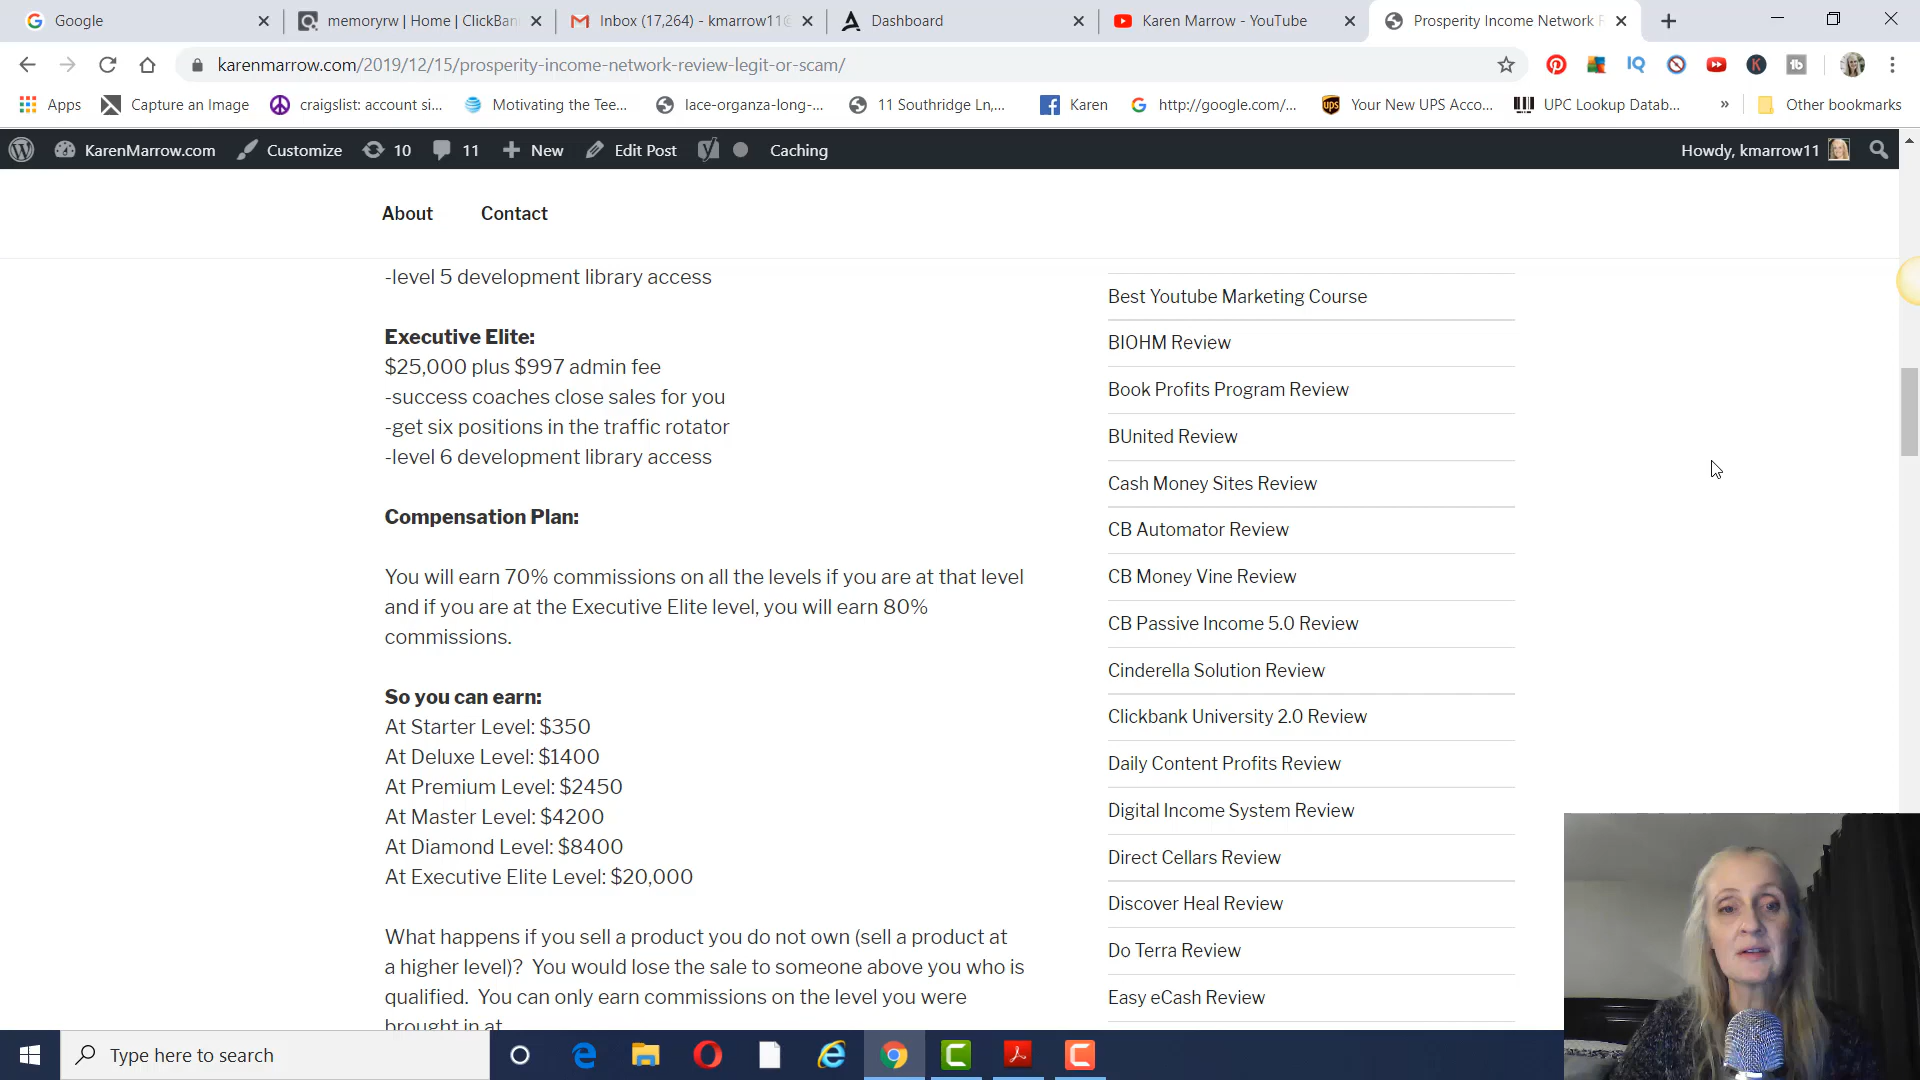 Google
memoryrw | Home | ClickBan
Inbox (17,264) - kmarrow11@
Dashboard
Karen Marrow - YouTube
Prosperity Income Network R
karenmarrow.com/2019/12/15/prosperity-income-network-review-legit-or-scam/
Apps
Capture an Image
craigslist: account si...
Motivating the Tee...
lace-organza-long-...
11 Southridge Ln,...
Karen
http://google.com/...
Your New UPS Acco...
UPC Lookup Datab...
»
Other bookmarks
KarenMarrow.com
Customize
10
11
New
Edit Post
Caching
Howdy, kmarrow11
About
Contact
-level 5 development library access
Executive Elite:
$25,000 plus $997 admin fee
-success coaches close sales for you
-get six positions in the traffic rotator
-level 6 development library access
Compensation Plan:
You will earn 70% commissions on all the levels if you are at that level
and if you are at the Executive Elite level, you will earn 80%
commissions.
So you can earn:
At Starter Level: $350
At Deluxe Level: $1400
At Premium Level: $2450
At Master Level: $4200
At Diamond Level: $8400
At Executive Elite Level: $20,000
What happens if you sell a product you do not own (sell a product at
a higher level)?  You would lose the sale to someone above you who is
qualified.  You can only earn commissions on the level you were
brought in at
Best Youtube Marketing Course
BIOHM Review
Book Profits Program Review
BUnited Review
Cash Money Sites Review
CB Automator Review
CB Money Vine Review
CB Passive Income 5.0 Review
Cinderella Solution Review
Clickbank University 2.0 Review
Daily Content Profits Review
Digital Income System Review
Direct Cellars Review
Discover Heal Review
Do Terra Review
Easy eCash Review
Type here to search